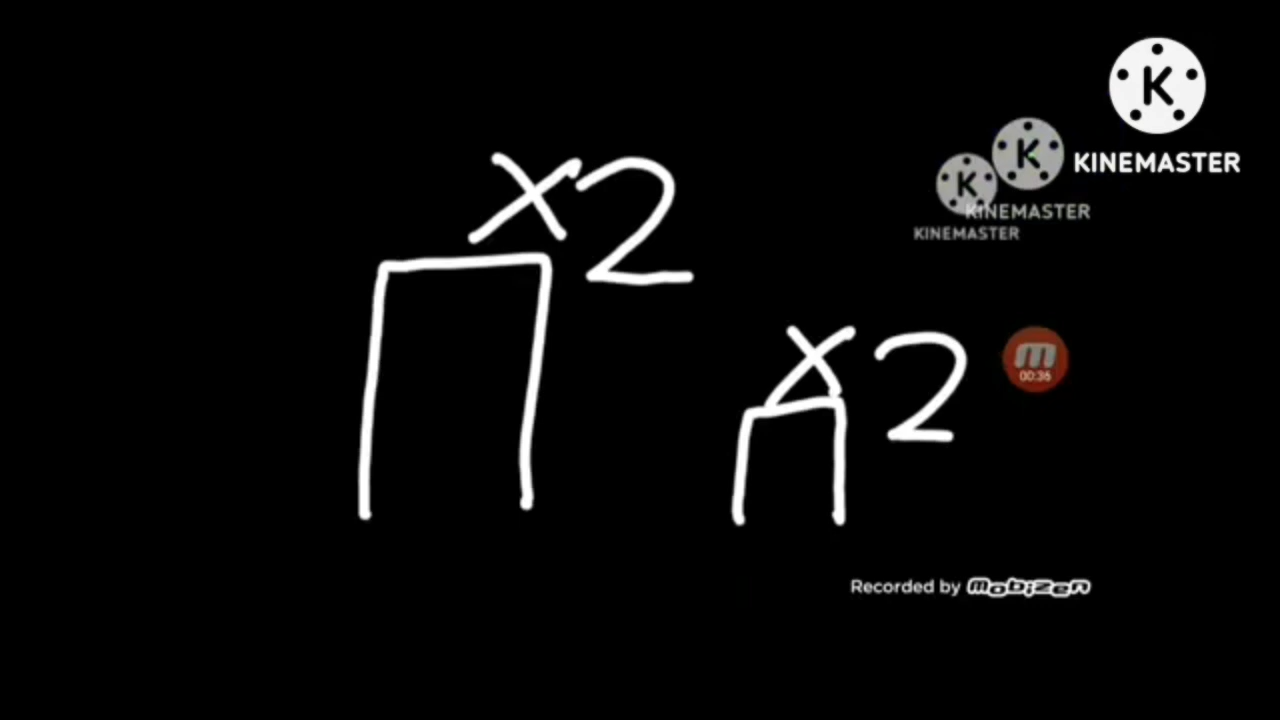 K
KINEMASTER
K
KINEMASTER
K
KINEMASTER
П x2
п x2
m
00:36
Recorded by mobizen